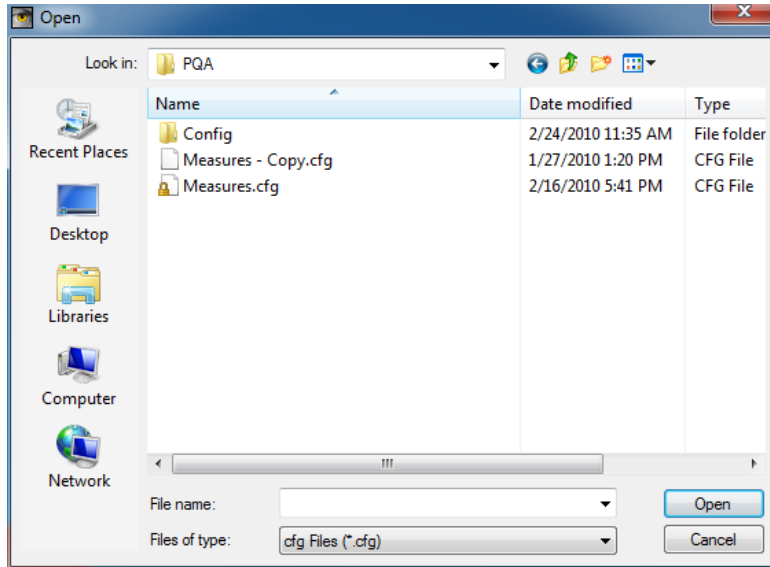 Open
Look in: PQA
Name Date modified Type
Config 2/24/2010 11:35 AM File folder
Measures - Copy.cfg 1/27/2010 1:20 PM CFG File
Measures.cfg 2/16/2010 5:41 PM CFG File
Recent Places
Desktop
Libraries
Computer
Network
File name: Open
Files of type: cfg Files (*.cfg) Cancel